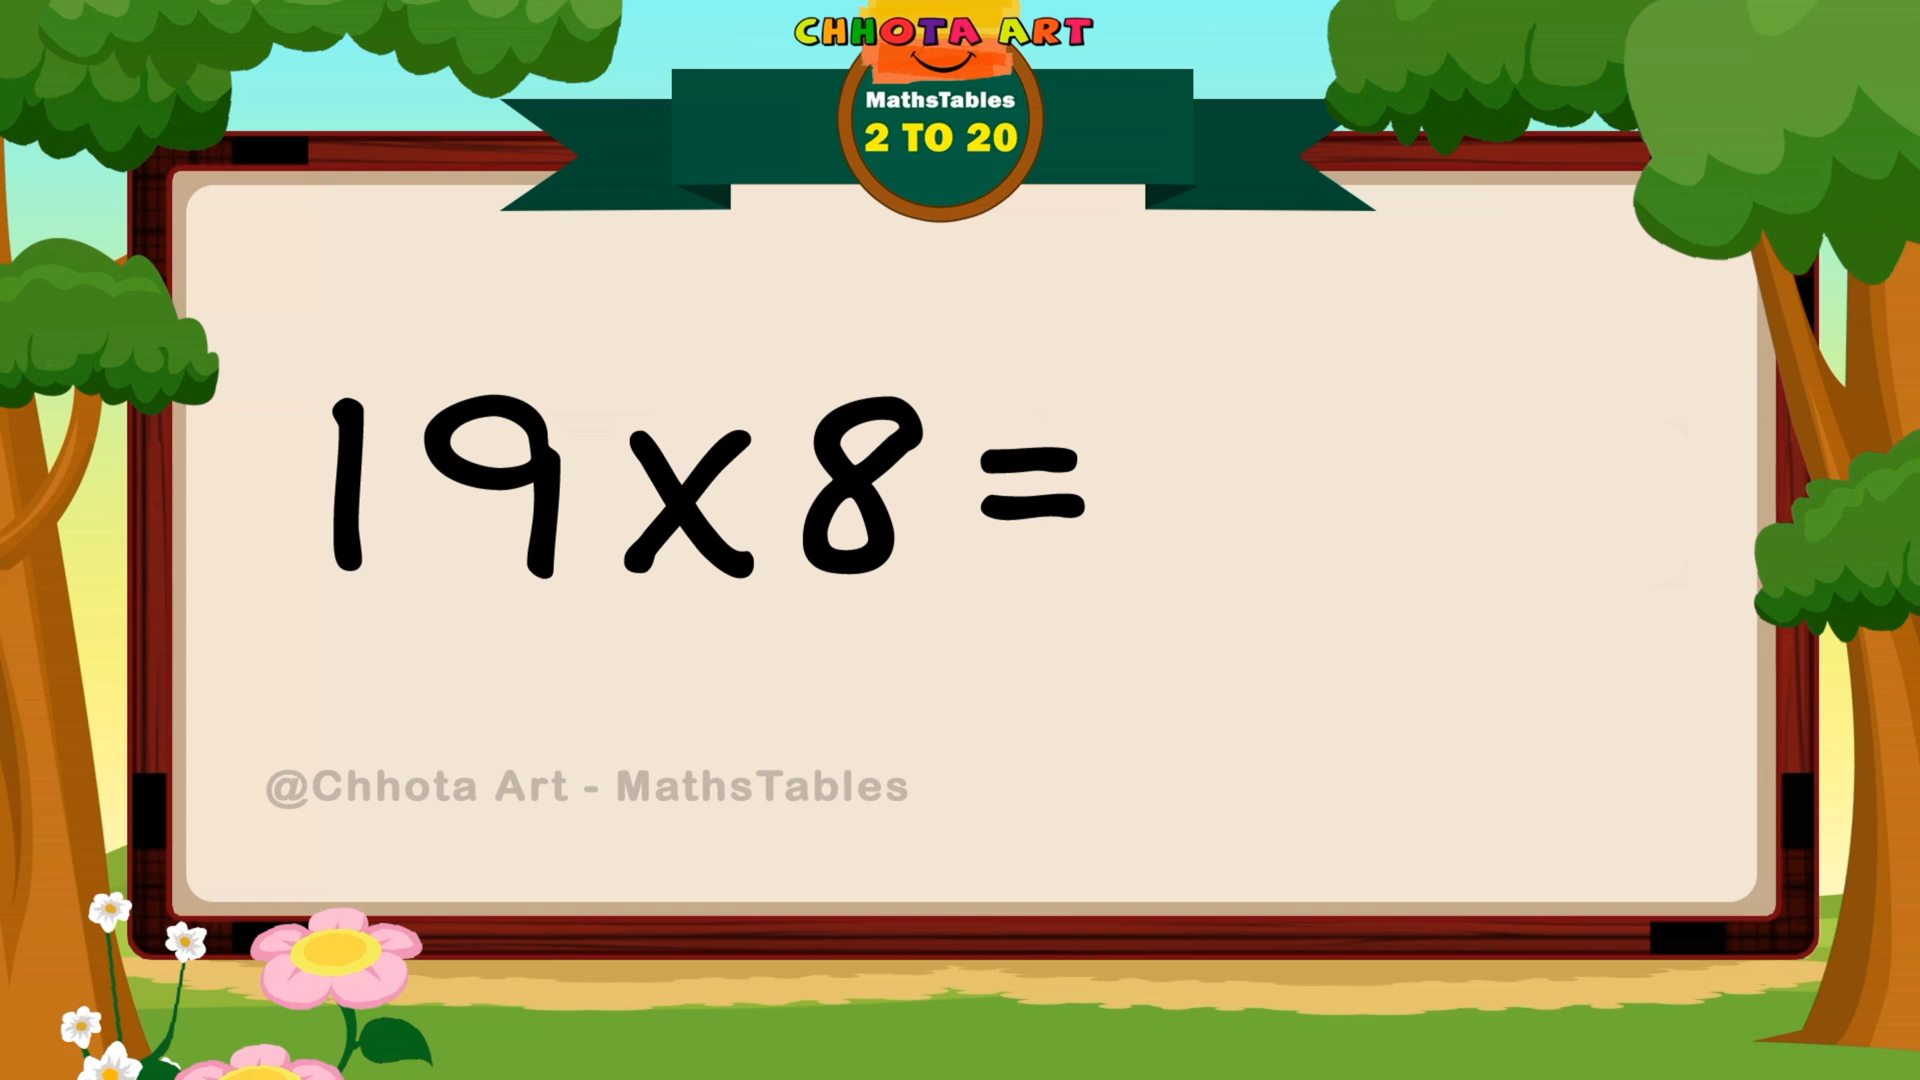 CHHOTA ART
MathsTables
2 TO 20
19x8=
@Chhota Art - MathsTables